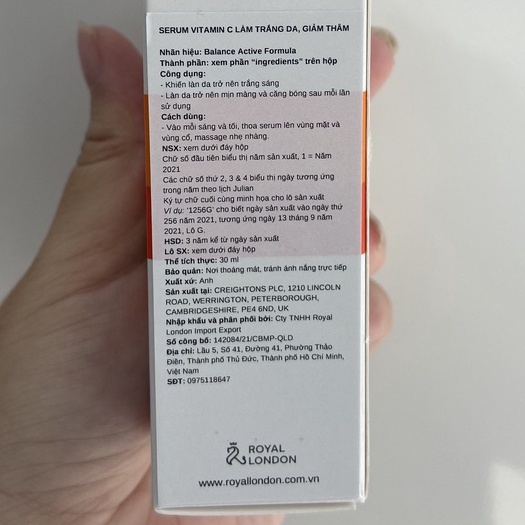 SERUM VITAMIN C LÀM TRẮNG DA, GIẢM THÂM
Nhãn hiệu: Balance Active Formula
Thành phần: xem phần “ingredients” trên hộp
Công dụng:
- Khiến làn da trở nên trắng sáng
- Làn da trở nên mịn màng và căng bóng sau mỗi lần
sử dụng
Cách dùng:
- Vào mỗi sáng và tối, thoa serum lên vùng mặt và
vùng cổ, massage nhẹ nhàng.
NSX: xem dưới đáy hộp
Chữ số đầu tiên biểu thị năm sản xuất, 1 = Năm
2021
Các chữ số thứ 2, 3 & 4 biểu thị ngày tương ứng
trong năm theo lịch Julian
Ký tự chữ cuối cùng minh họa cho lô sản xuất
Ví dụ: '1256G' cho biết ngày sản xuất vào ngày thứ
256 năm 2021, tương ứng ngày 13 tháng 9 năm
2021, Lô G.
HSD: 3 năm kể từ ngày sản xuất
Lô SX: xem dưới đáy hộp
Thể tích thực: 30 ml
Bảo quản: Nơi thoáng mát, tránh ánh nắng trực tiếp
Xuất xứ: Anh
Sản xuất tại: CREIGHTONS PLC, 1210 LINCOLN
ROAD, WERRINGTON, PETERBOROUGH,
CAMBRIDGESHIRE, PE4 6ND, UK
Nhập khẩu và phân phối bởi: Cty TNHH Royal
London Import Export
Số công bố: 142084/21/CBMP-QLD
Địa chỉ: Lầu 5, Số 41, Đường 41, Phường Thảo
Điền, Thành phố Thủ Đức, Thành phố Hồ Chí Minh,
Việt Nam
SĐT: 0975118647
ROYAL
LONDON
www.royallondon.com.vn